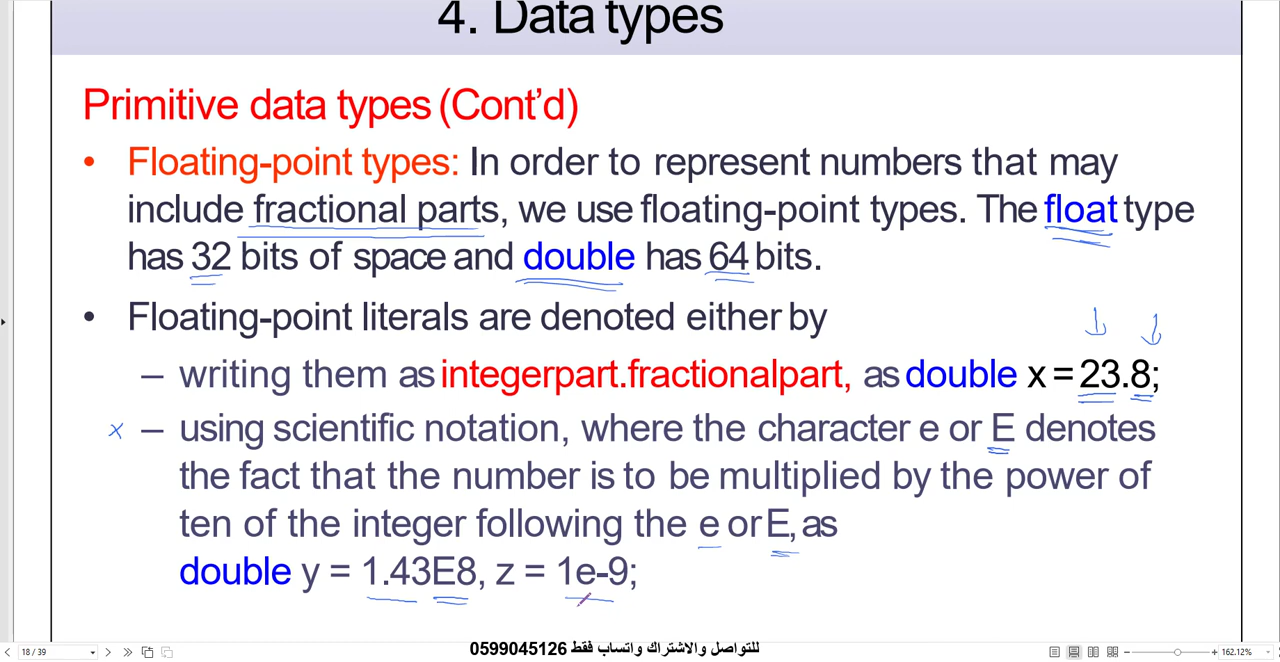 4. Data types
Primitive data types (Cont'd)
• Floating-point types: In order to represent numbers that may
include fractional parts, we use floating-point types. The float type
has 32 bits of space and double has 64 bits.
• Floating-point literals are denoted either by
– writing them as integerpart.fractionalpart, as double x = 23.8;
x – using scientific notation, where the character e or E denotes
the fact that the number is to be multiplied by the power of
ten of the integer following the e or E, as
double y = 1.43E8, z = 1e-9;
للتواصل والاشتراك واتساب فقط 0599045126
18 / 39
162.12%